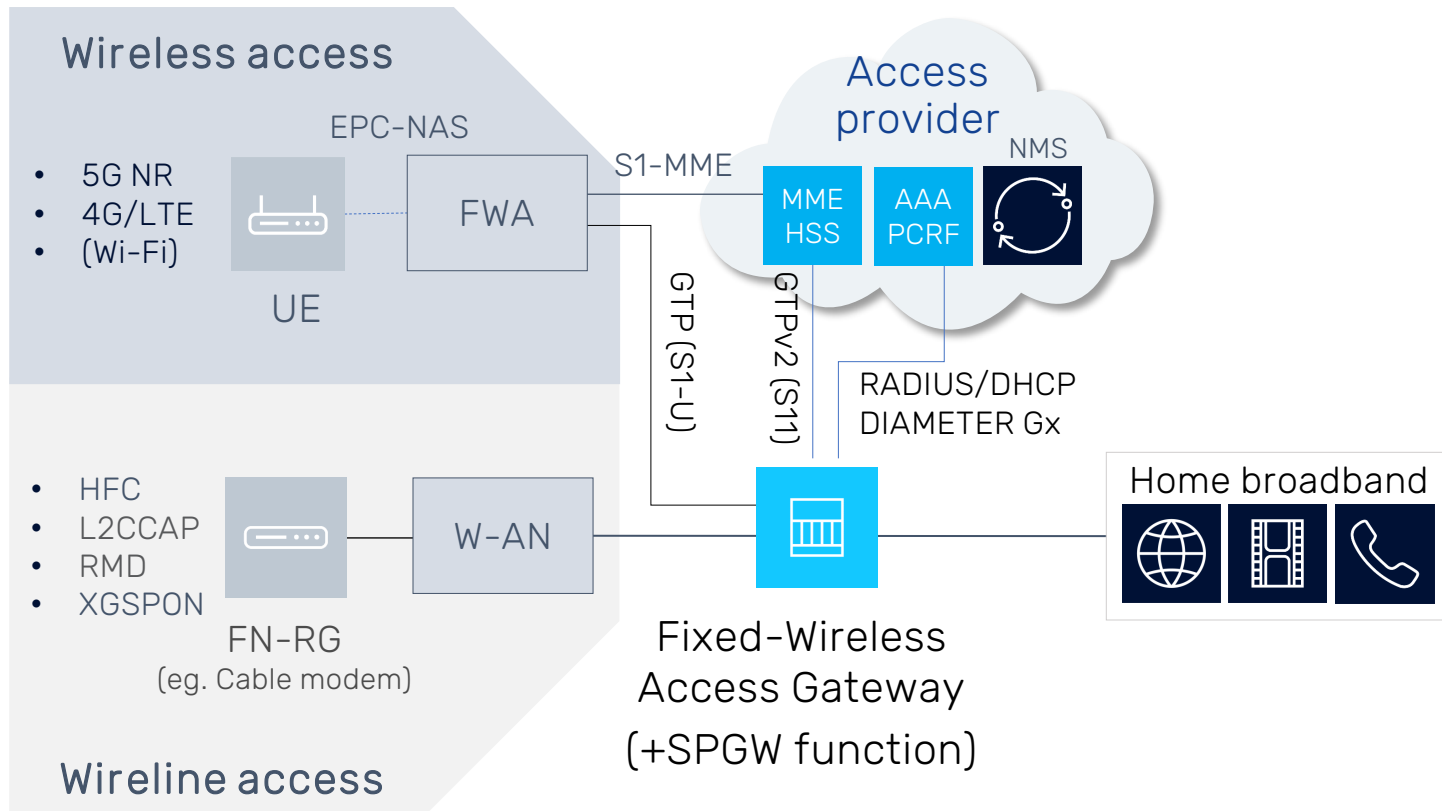 Wireless access
EPC-NAS
• 5G NR
• 4G/LTE
• (Wi-Fi)
UE
FWA
S1-MME
Access
provider
NMS
MME
HSS
AAA
PCRF
GTP (S1-U)
GTPv2 (S11)
RADIUS/DHCP
DIAMETER Gx
• HFC
• L2CCAP
• RMD
• XGSPON
FN-RG
(eg. Cable modem)
W-AN
Home broadband
Fixed-Wireless
Access Gateway
(+SPGW function)
Wireline access